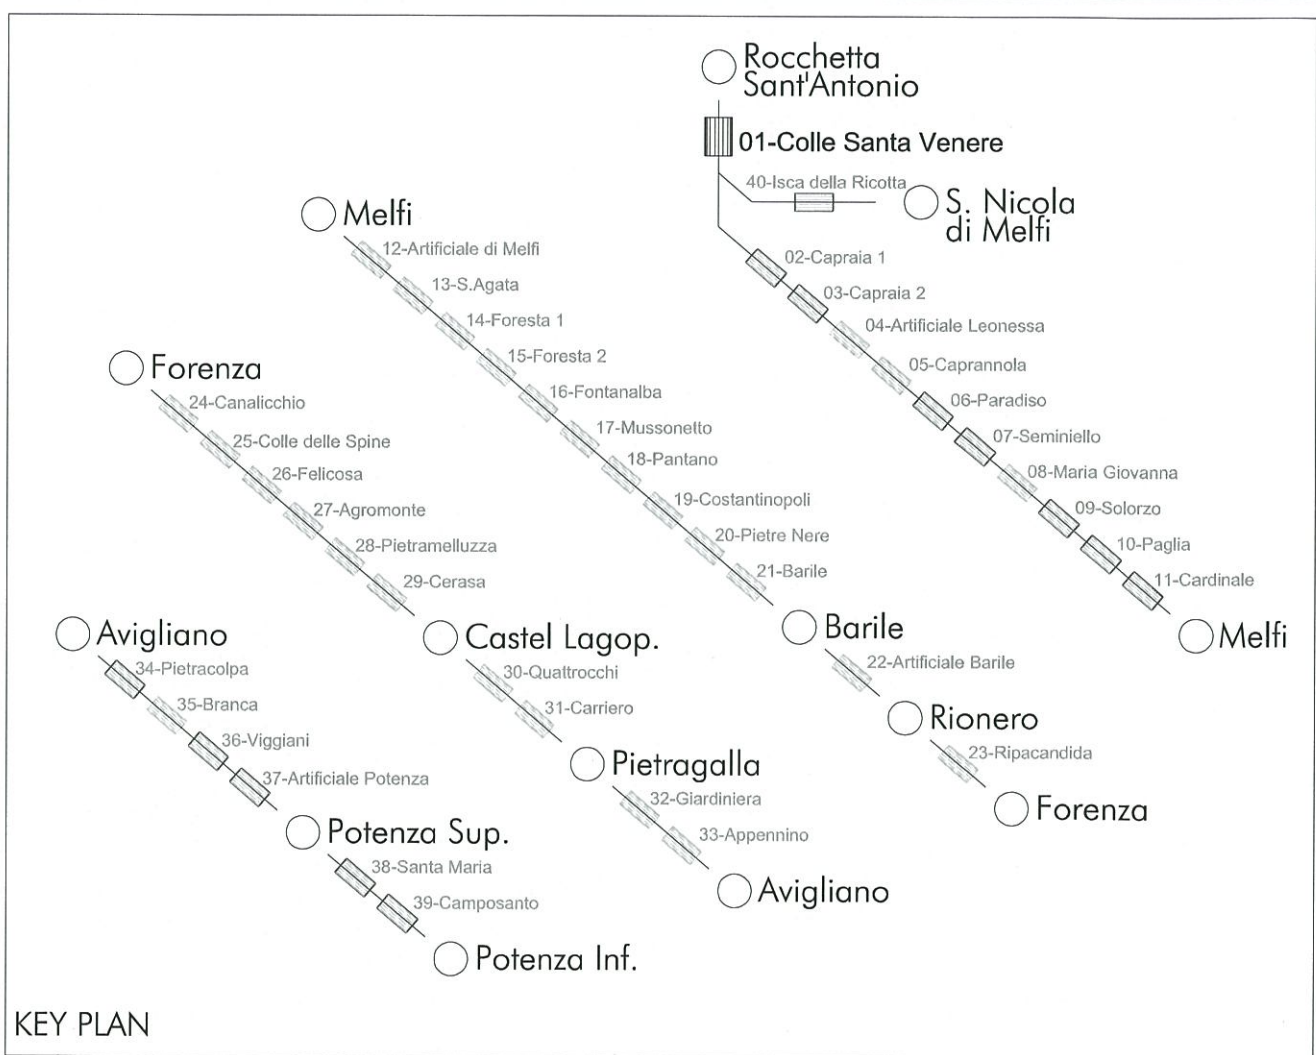 Rocchetta
Sant'Antonio
01-Colle Santa Venere
40-Isca della Ricotta
S. Nicola
di Melfi
02-Capraia 1
03-Capraia 2
04-Artificiale Leonessa
05-Caprannola
06-Paradiso
07-Seminiello
08-Maria Giovanna
09-Solorzo
10-Paglia
11-Cardinale
Melfi
Melfi
12-Artificiale di Melfi
13-S.Agata
14-Foresta 1
15-Foresta 2
16-Fontanalba
17-Mussonetto
18-Pantano
19-Costantinopoli
20-Pietre Nere
21-Barile
Barile
22-Artificiale Barile
Rionero
23-Ripacandida
Forenza
Forenza
24-Canalicchio
25-Colle delle Spine
26-Felicosa
27-Agromonte
28-Pietramelluzza
29-Cerasa
Castel Lagop.
30-Quattrocchi
31-Carriero
Pietragalla
32-Giardiniera
33-Appennino
Avigliano
Avigliano
34-Pietracolpa
35-Branca
36-Viggiani
37-Artificiale Potenza
Potenza Sup.
38-Santa Maria
39-Camposanto
Potenza Inf.
KEY PLAN